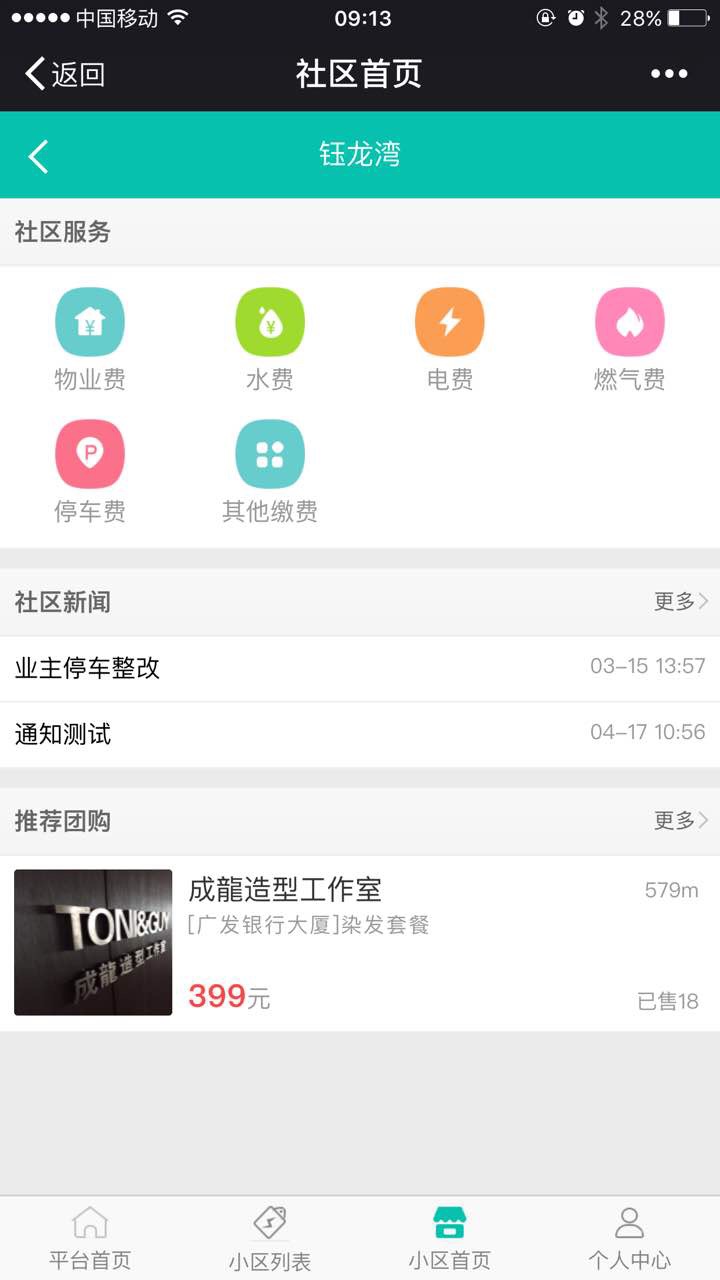 中国移动 09:13 28%
返回 社区首页
钰龙湾
社区服务
物业费 水费 电费 燃气费
停车费 其他缴费
社区新闻 更多
业主停车整改 03-15 13:57
通知测试 04-17 10:56
推荐团购 更多
TONI&GUY
成龍造型工作室
成龍造型工作室 579m
[广发银行大厦]染发套餐
399元 已售18
平台首页 小区列表 小区首页 个人中心